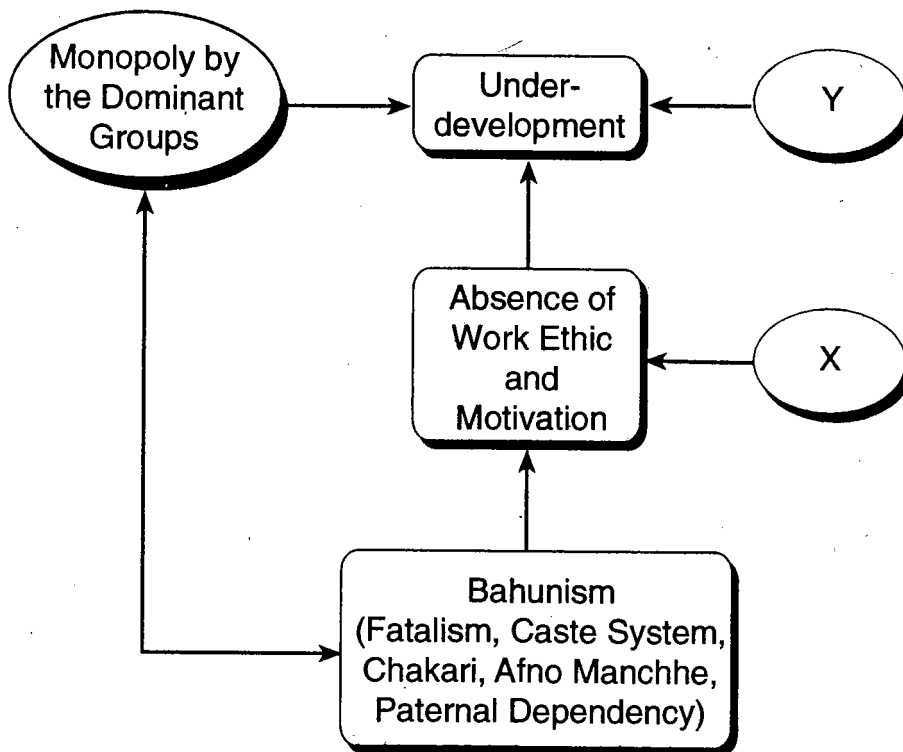 Monopoly by
the Dominant
Groups
Under-
development
Y
Absence of
Work Ethic
and
Motivation
X
Bahunism
(Fatalism, Caste System,
Chakari, Afno Manchhe,
Paternal Dependency)